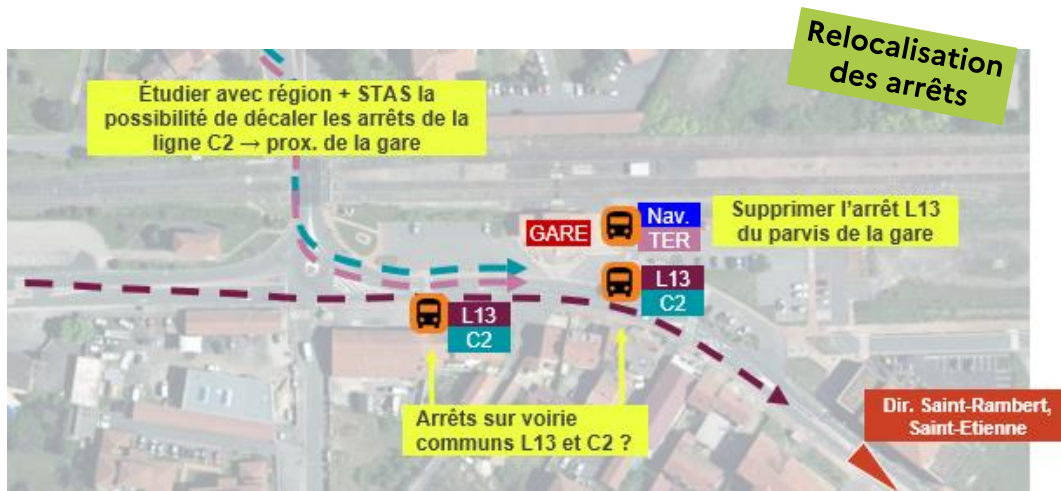 Relocalisation
des arrêts
Étudier avec région + STAS la
possibilité de décaler les arrêts de la
ligne C2 → prox. de la gare
GARE
Nav.
TER
Supprimer l'arrêt L13
du parvis de la gare
L13
C2
L13
C2
Arrêts sur voirie
communs L13 et C2 ?
Dir. Saint-Rambert,
Saint-Etienne